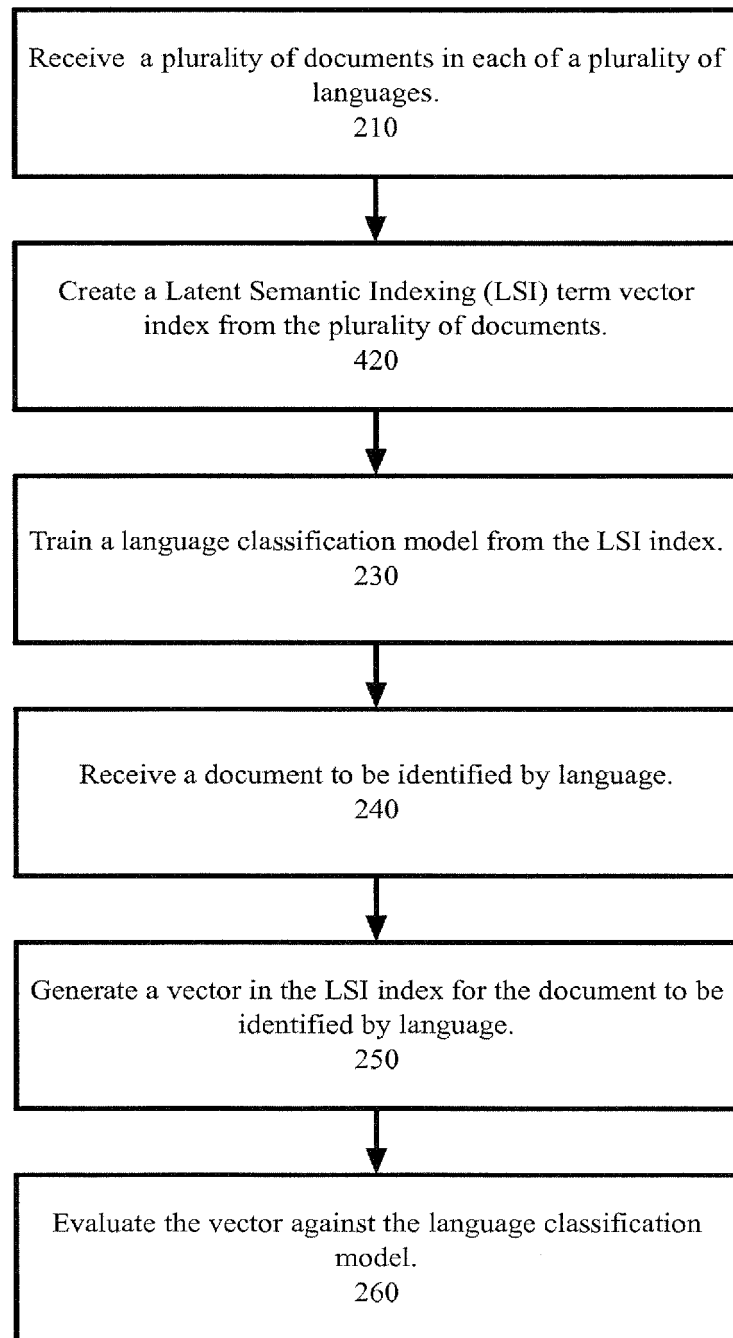 Receive a plurality of documents in each of a plurality of
languages.
210
Create a Latent Semantic Indexing (LSI) term vector
index from the plurality of documents.
420
Train a language classification model from the LSI index.
230
Receive a document to be identified by language.
240
Generate a vector in the LSI index for the document to be
identified by language.
250
Evaluate the vector against the language classification
model.
260